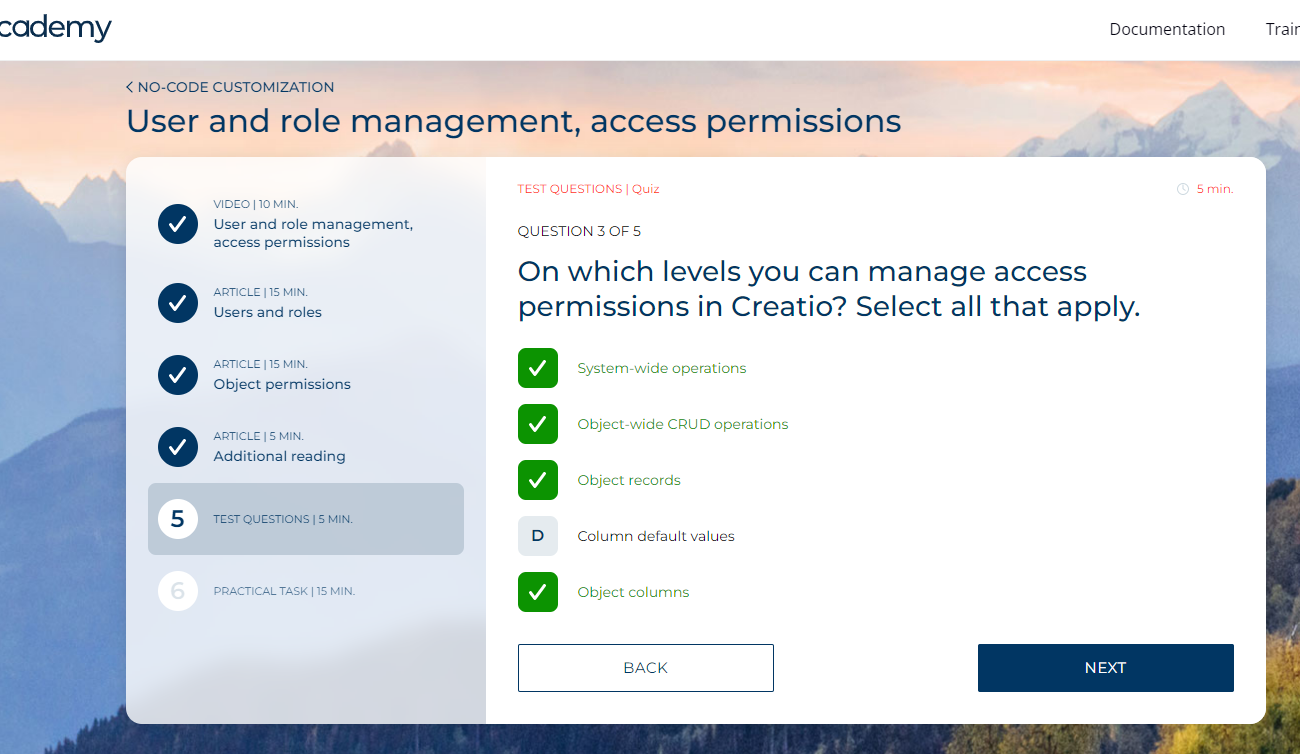 cademy
Documentation
NO-CODE CUSTOMIZATION
User and role management, access permissions
VIDEO | 10 MIN.
User and role management,
access permissions
ARTICLE | 15 MIN.
Users and roles
ARTICLE | 15 MIN.
Object permissions
ARTICLE | 5 MIN.
Additional reading
5
TEST QUESTIONS | 5 MIN.
6
PRACTICAL TASK | 15 MIN.
TEST QUESTIONS | Quiz
5 min.
QUESTION 3 OF 5
On which levels you can manage access
permissions in Creatio? Select all that apply.
System-wide operations
Object-wide CRUD operations
Object records
D Column default values
Object columns
BACK
NEXT